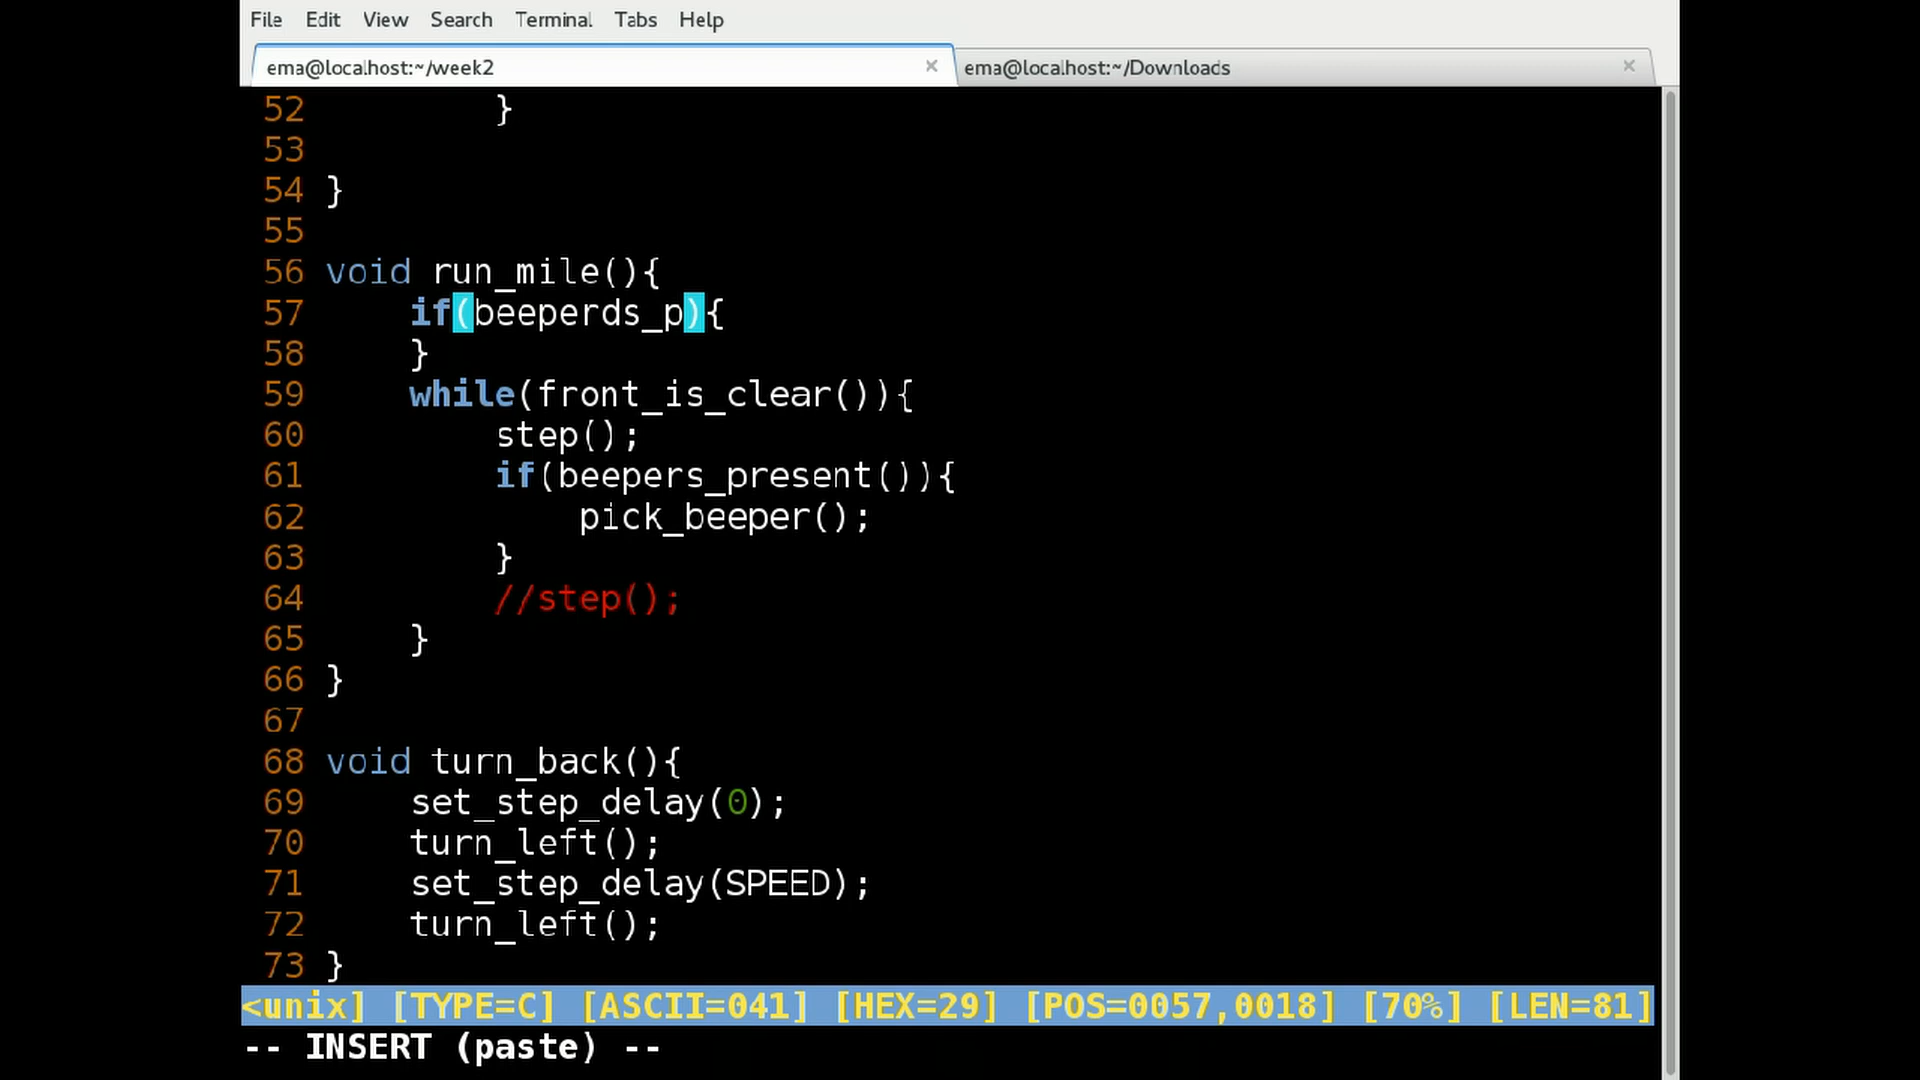 File Edit View Search Terminal Tabs Help
ema@localhost:~/week2 × ema@localhost:~/Downloads ×
52 }
53
54 }
55
56 void run_mile(){
57 if(beeperds_p){
58 }
59 while(front_is_clear()){
60 step();
61 if(beepers_present()){
62 pick_beeper();
63 }
64 //step();
65 }
66 }
67
68 void turn_back(){
69 set_step_delay(0);
70 turn_left();
71 set_step_delay(SPEED);
72 turn_left();
73 }
<unix] [TYPE=C] [ASCII=041] [HEX=29] [POS=0057,0018] [70%] [LEN=81]
-- INSERT (paste) --